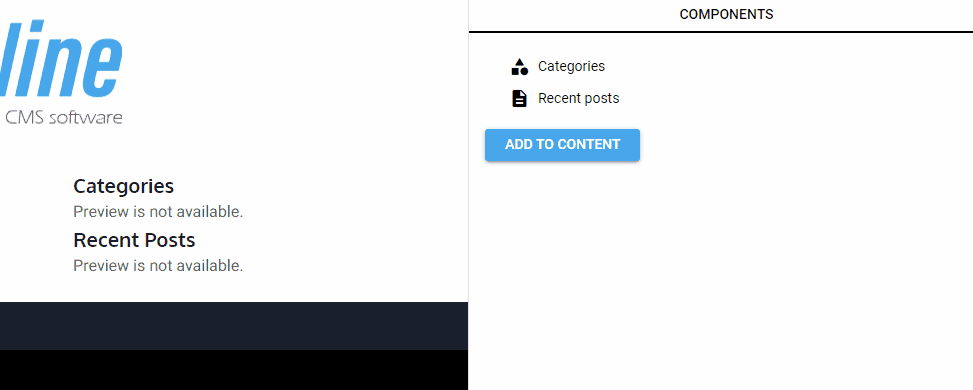 line
CMS software
Categories
Preview is not available.
Recent Posts
Preview is not available.
COMPONENTS
Categories
Recent posts
ADD TO CONTENT